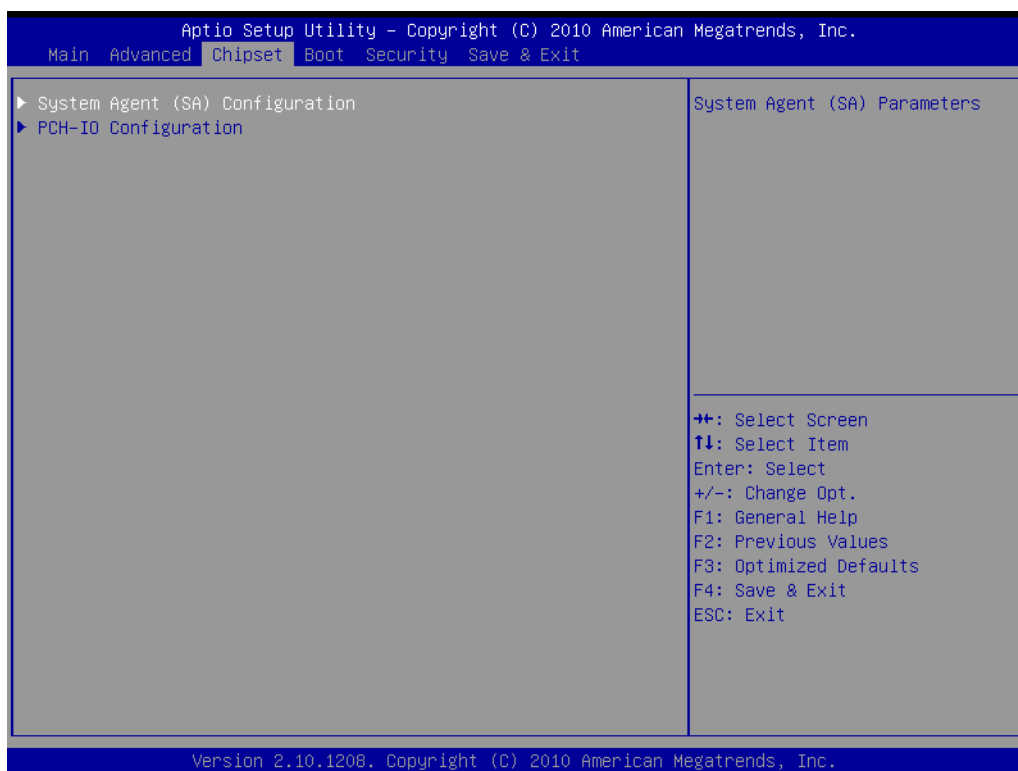 Aptio Setup Utility – Copyright (C) 2010 American Megatrends, Inc.
Main Advanced Chipset Boot Security Save & Exit
▶ System Agent (SA) Configuration
▶ PCH-IO Configuration
System Agent (SA) Parameters
→←: Select Screen
↑↓: Select Item
Enter: Select
+/-: Change Opt.
F1: General Help
F2: Previous Values
F3: Optimized Defaults
F4: Save & Exit
ESC: Exit
Version 2.10.1208. Copyright (C) 2010 American Megatrends, Inc.